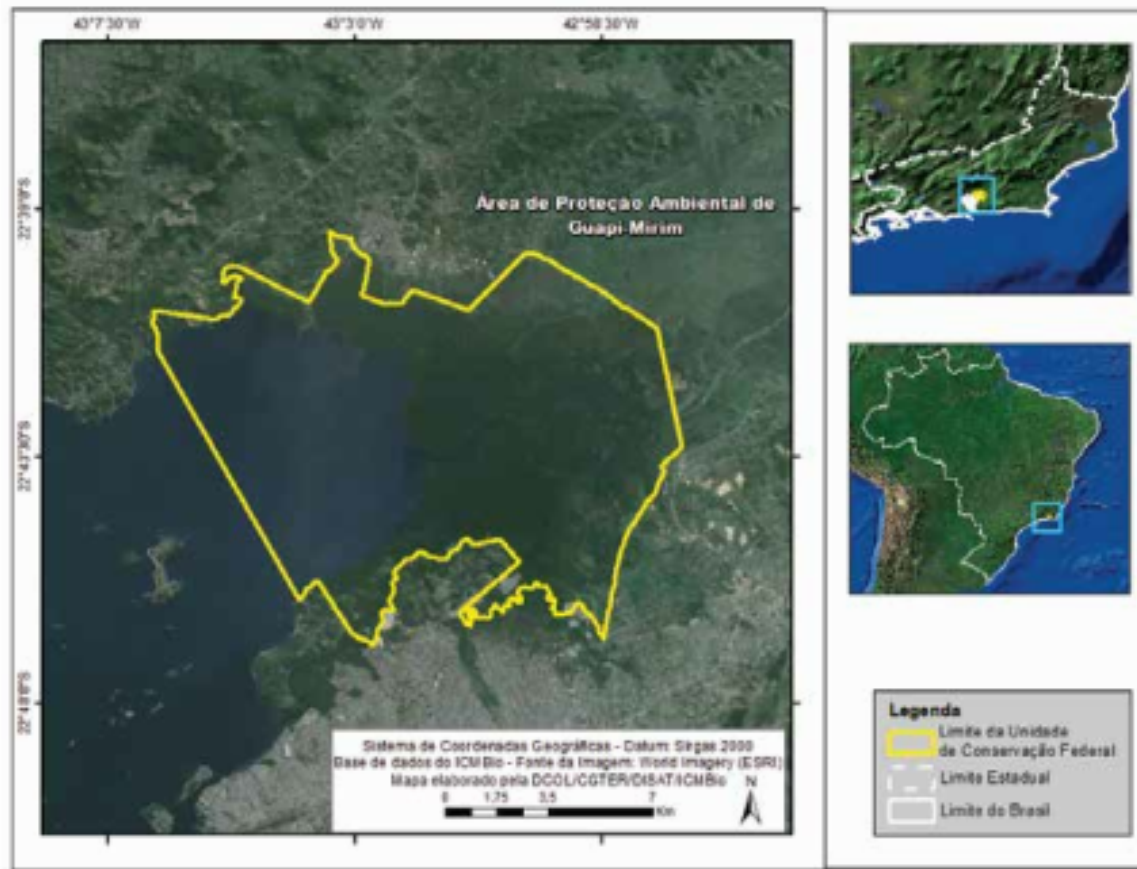 43°7'30"W 43°3'0"W 42°58'30"W
22°39'0"S
22°43'30"S
22°48'0"S
Área de Proteção Ambiental de
Guapi-Mirim
Sistema de Coordenadas Geográficas - Datum: Sirgas 2000
Base de dados do ICMBio - Fonte da Imagem: World Imagery (ESRI)
Mapa elaborado pela DCOL/CGTER/DISAT/ICMBio
N
0 1,75 3,5 7
Km
Legenda
Limite da Unidade
de Conservação Federal
Limite Estadual
Limite do Brasil